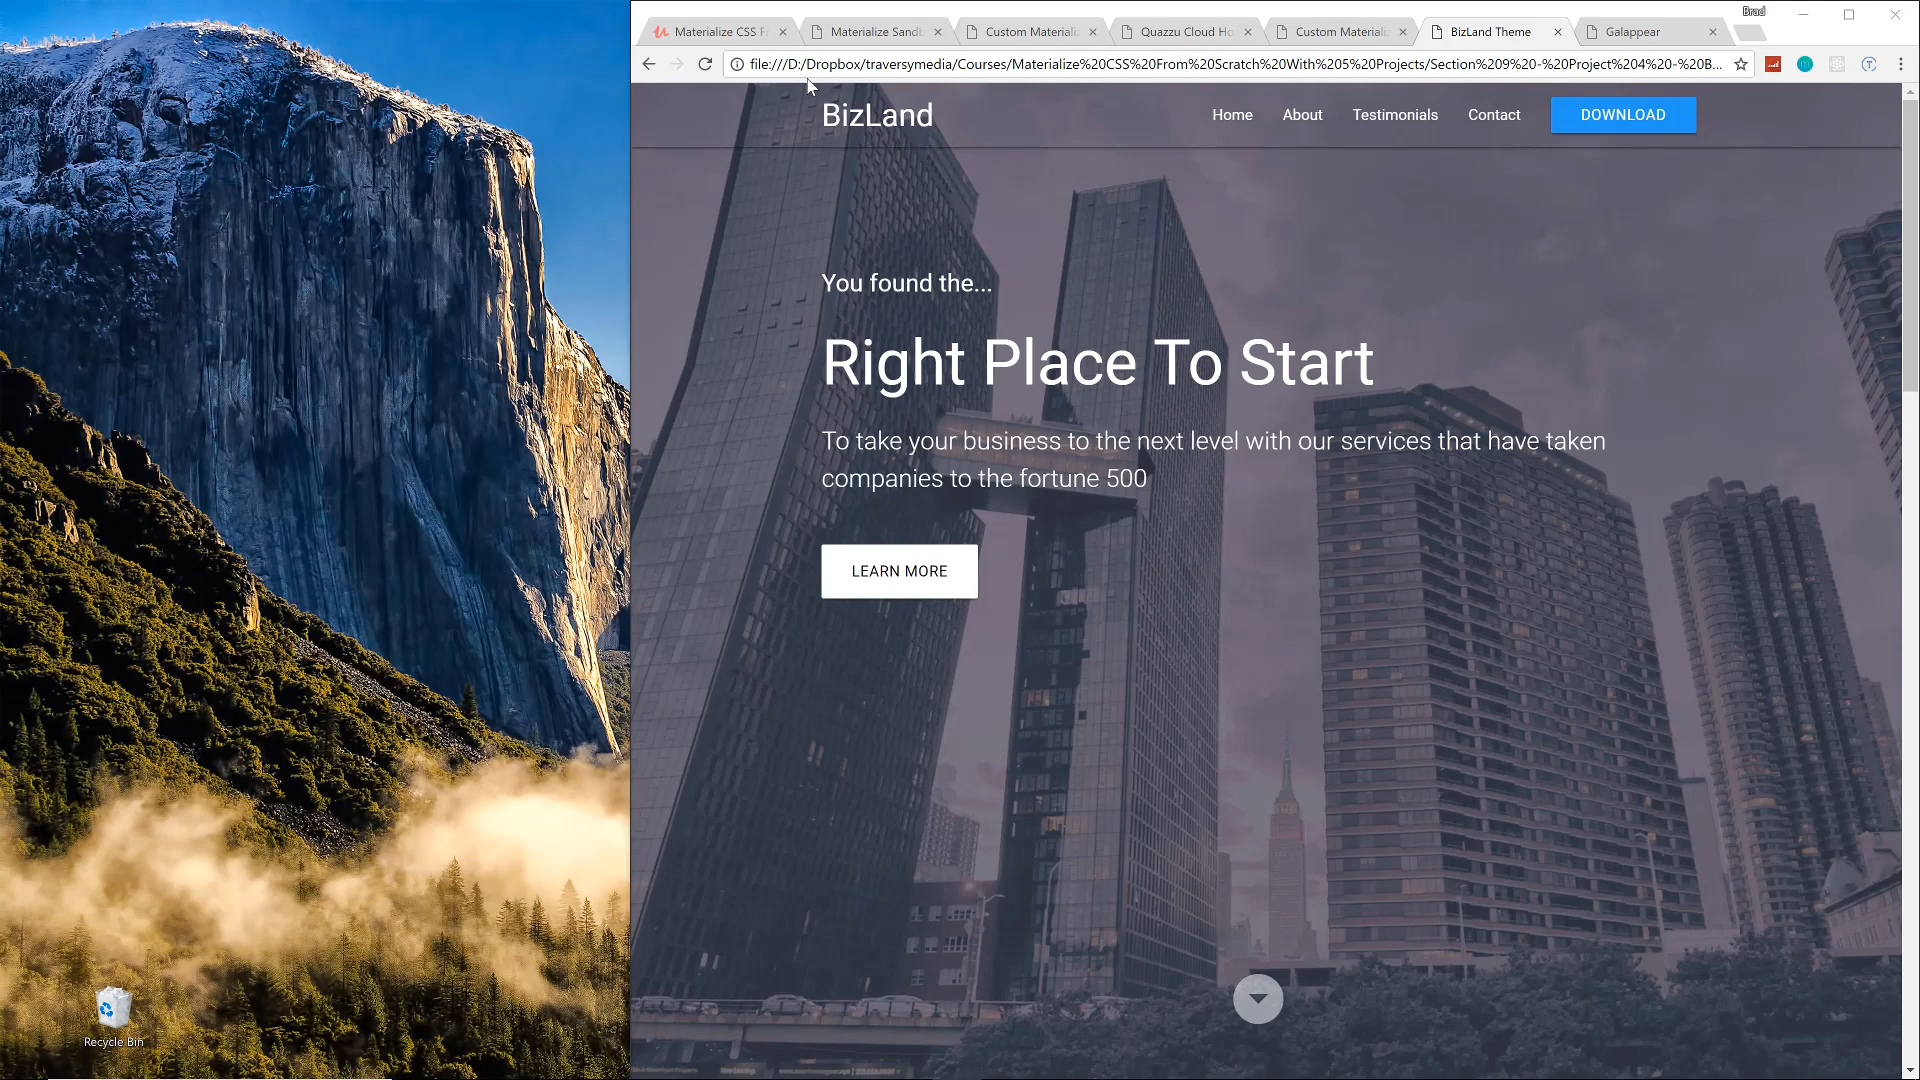 Brad
Materialize CSS F
Materialize Sand
Custom Materializ
Quazzu Cloud Ho
Custom Materializ
BizLand Theme
Galappear
file:///D:/Dropbox/traversymedia/Courses/Materialize%20CSS%20From%20Scratch%20With%205%20Projects/Section%209%20-%20Project%204%20-%20B...
BizLand
Home
About
Testimonials
Contact
DOWNLOAD
You found the...
Right Place To Start
To take your business to the next level with our services that have taken
companies to the fortune 500
LEARN MORE
Recycle Bin